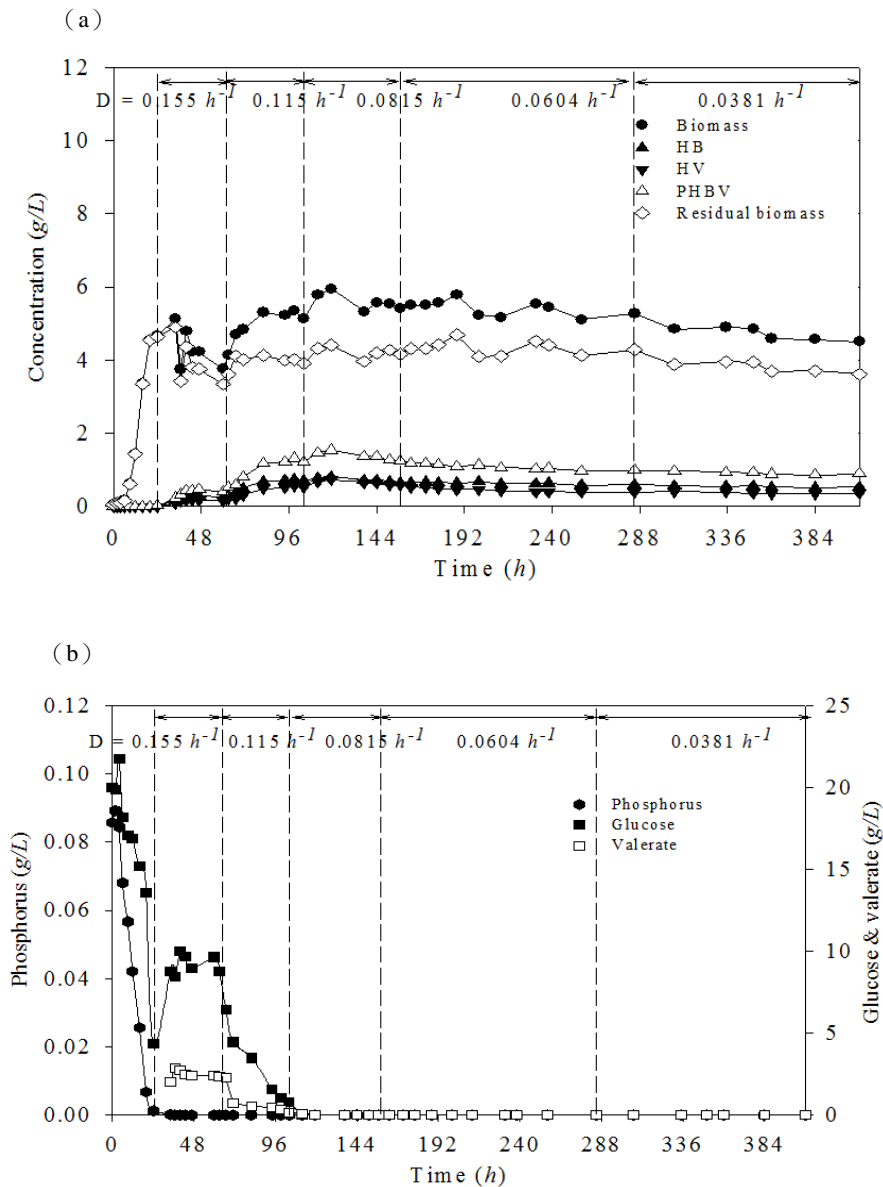 (a)
12
10
8
6
4
2
0
Concentration (g/L)
D = 0.155 h-1 0.115 h-1 0.0815 h-1 0.0604 h-1 0.0381 h-1
Biomass
HB
HV
PHBV
Residual biomass
0 48 96 144 192 240 288 336 384
Time (h)
(b)
0.12
0.10
0.08
0.06
0.04
0.02
0.00
Phosphorus (g/L)
D = 0.155 h-1 0.115 h-1 0.0815 h-1 0.0604 h-1 0.0381 h-1
Phosphorus
Glucose
Valerate
25
20
15
10
5
0
Glucose & valerate (g/L)
0 48 96 144 192 240 288 336 384
Time (h)